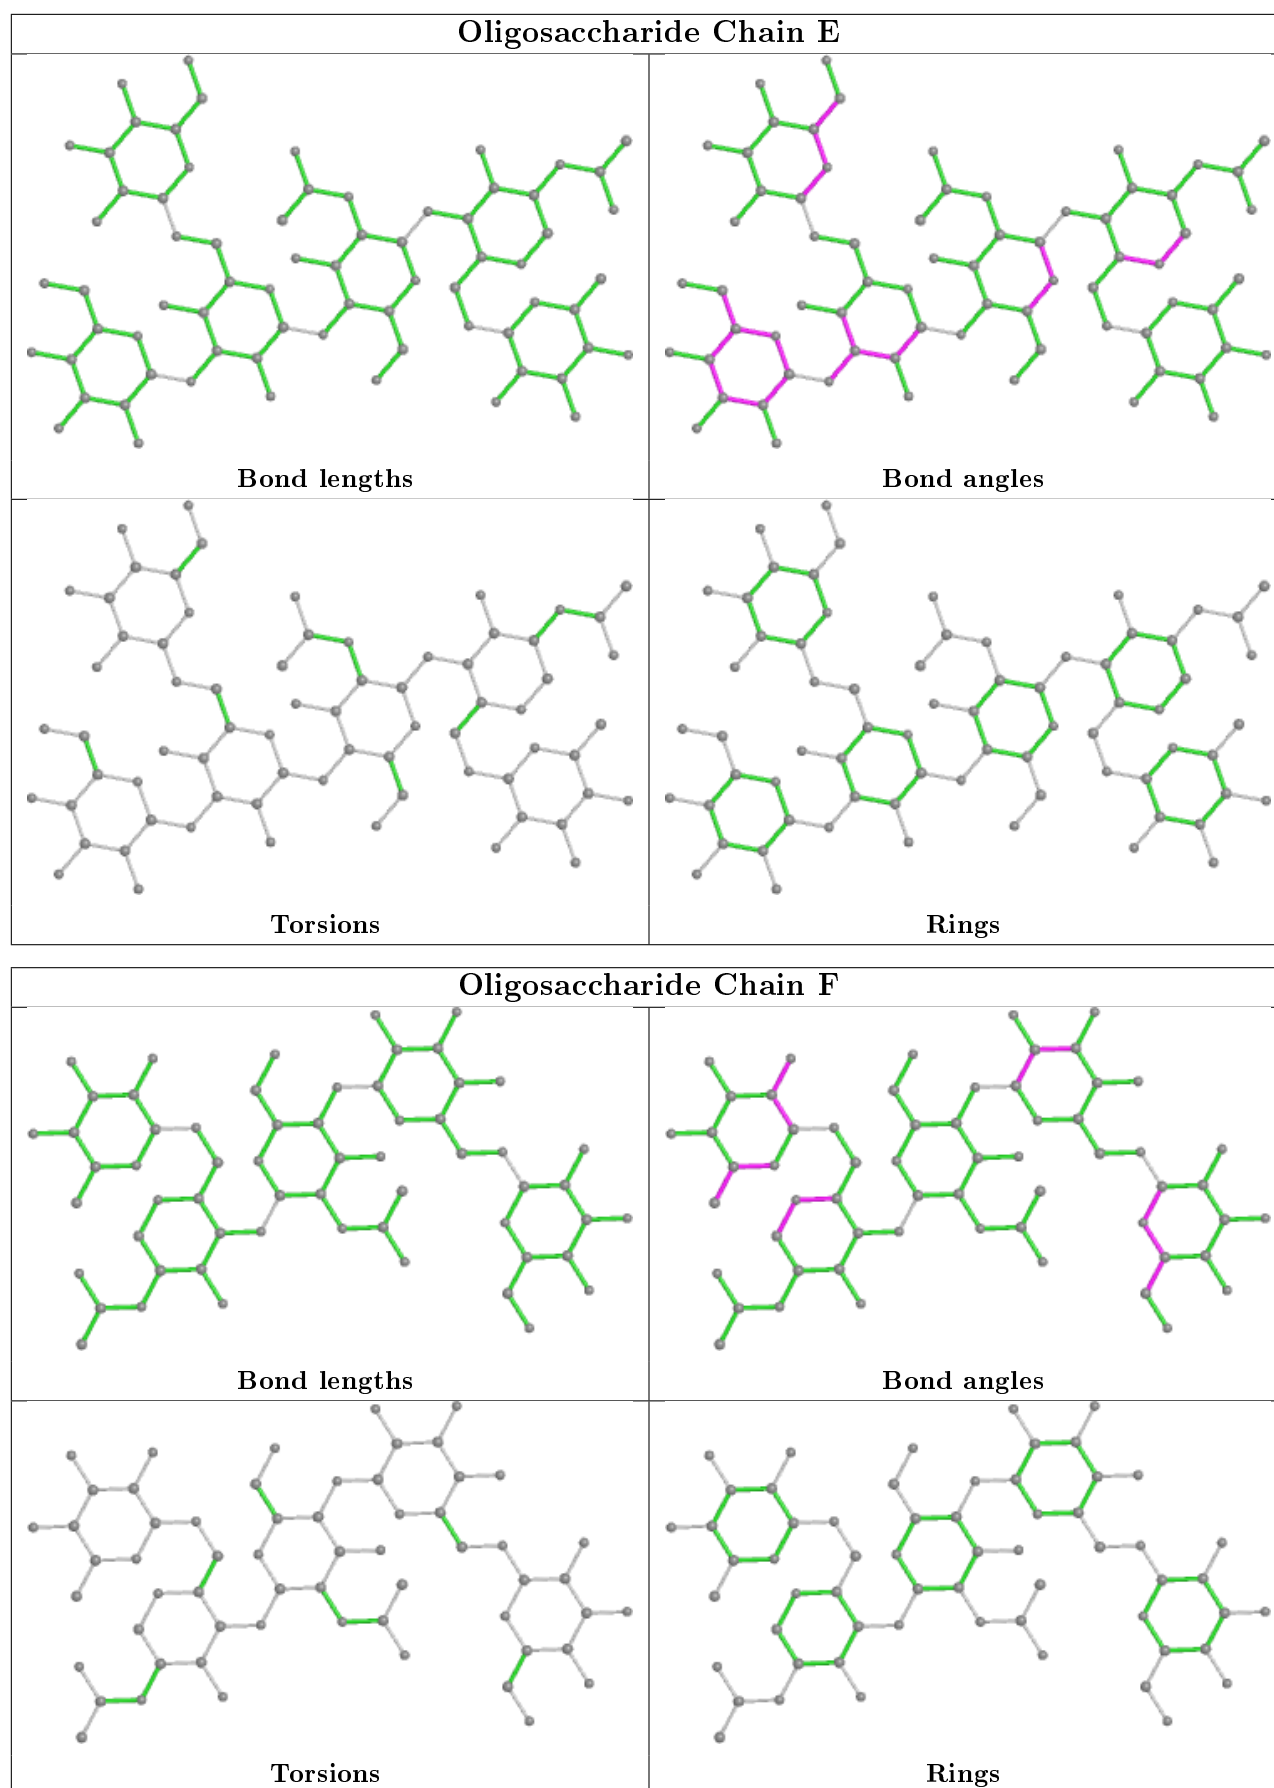 Oligosaccharide Chain E
Bond lengths
Bond angles
Torsions
Rings
Oligosaccharide Chain F
Bond lengths
Bond angles
Torsions
Rings